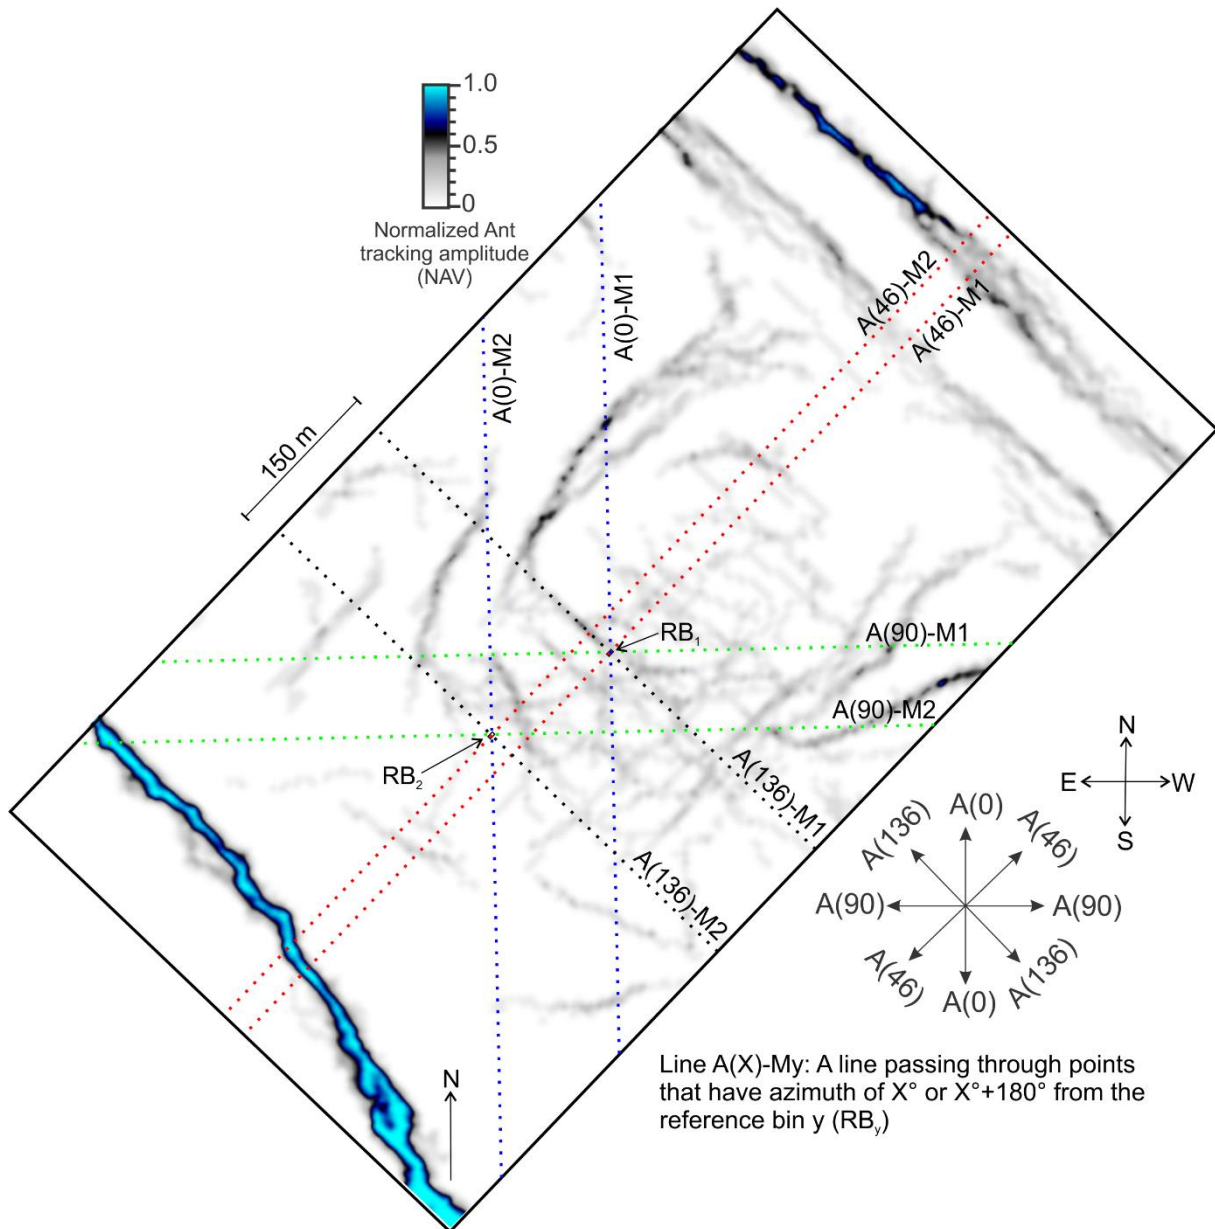 1.0
0.5
0
Normalized Ant
tracking amplitude
(NAV)
A(0)-M2
A(0)-M1
A(46)-M2
A(46)-M1
150 m
RB₁
A(90)-M1
A(90)-M2
RB₂
A(136)-M1
A(136)-M2
N
E W
S
A(0)
A(136) A(46)
A(90) A(90)
A(46) A(136)
A(0)
N
Line A(X)-My: A line passing through points
that have azimuth of X° or X°+180° from the
reference bin y (RBᵧ)